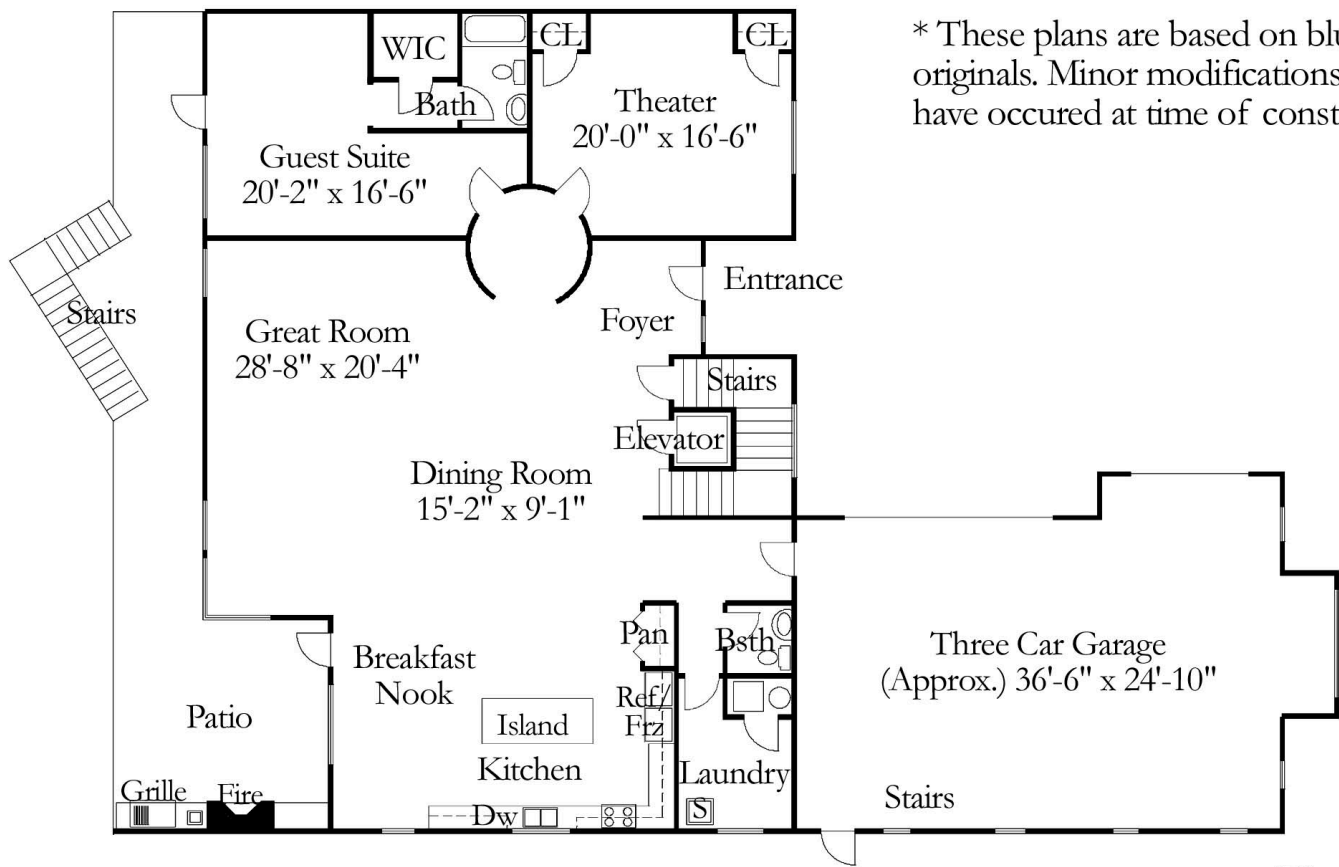 * These plans are based on blu
originals. Minor modifications
have occured at time of const
WIC
CL
CL
Bath
Theater
20'-0" x 16'-6"
Guest Suite
20'-2" x 16'-6"
Entrance
Stairs
Foyer
Great Room
28'-8" x 20'-4"
Stairs
Elevator
Dining Room
15'-2" x 9'-1"
Pan
Bsth
Three Car Garage
(Approx.) 36'-6" x 24'-10"
Breakfast
Nook
Ref/
Frz
Patio
Island
Kitchen
Laundry
Grille
Fire
Dw
S
Stairs